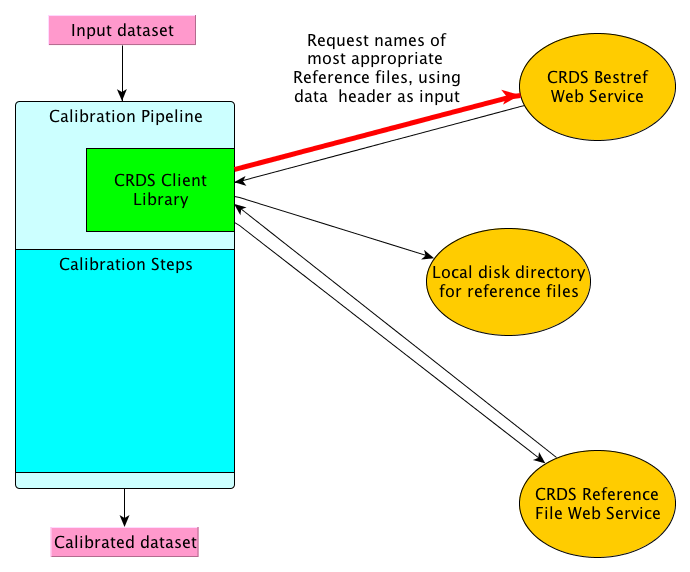 Input dataset
Request names of
most appropriate
Reference files, using
data header as input
CRDS Bestref
Web Service
Calibration Pipeline
CRDS Client
Library
Calibration Steps
Local disk directory
for reference files
CRDS Reference
File Web Service
Calibrated dataset